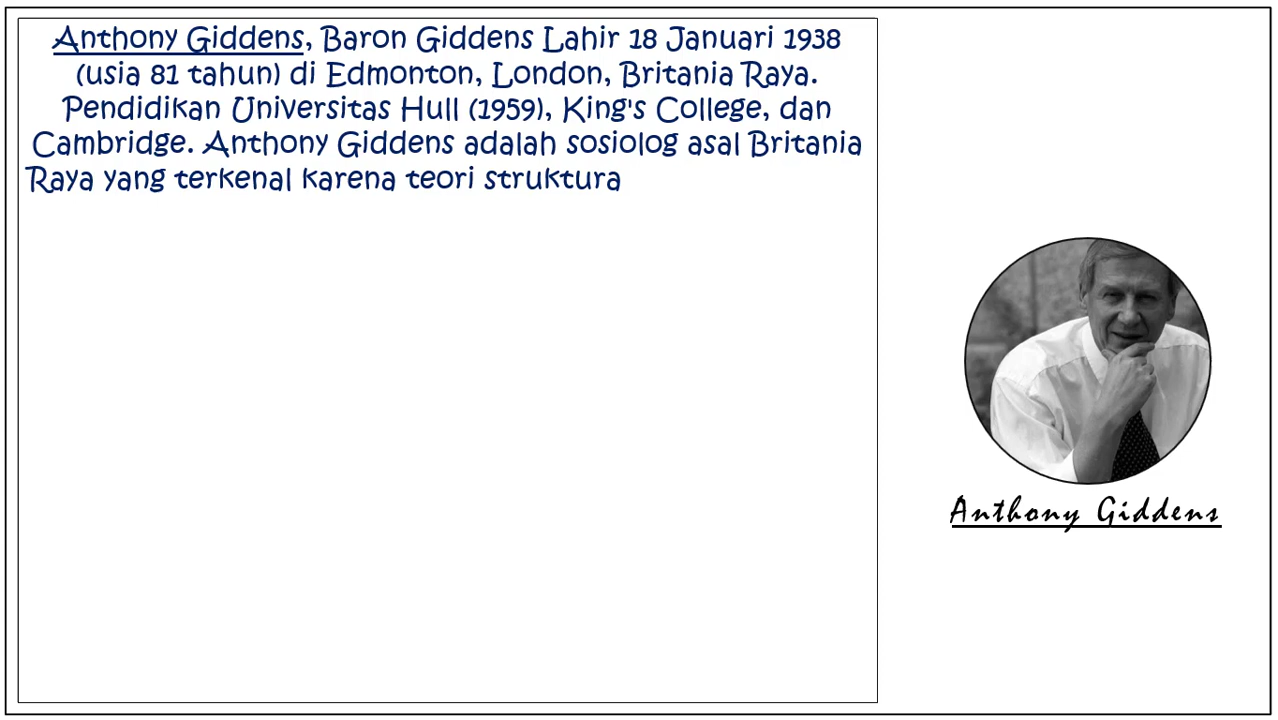 Anthony Giddens, Baron Giddens Lahir 18 Januari 1938
(usia 81 tahun) di Edmonton, London, Britania Raya.
Pendidikan Universitas Hull (1959), King's College, dan
Cambridge. Anthony Giddens adalah sosiolog asal Britania
Raya yang terkenal karena teori struktura
Anthony Giddens